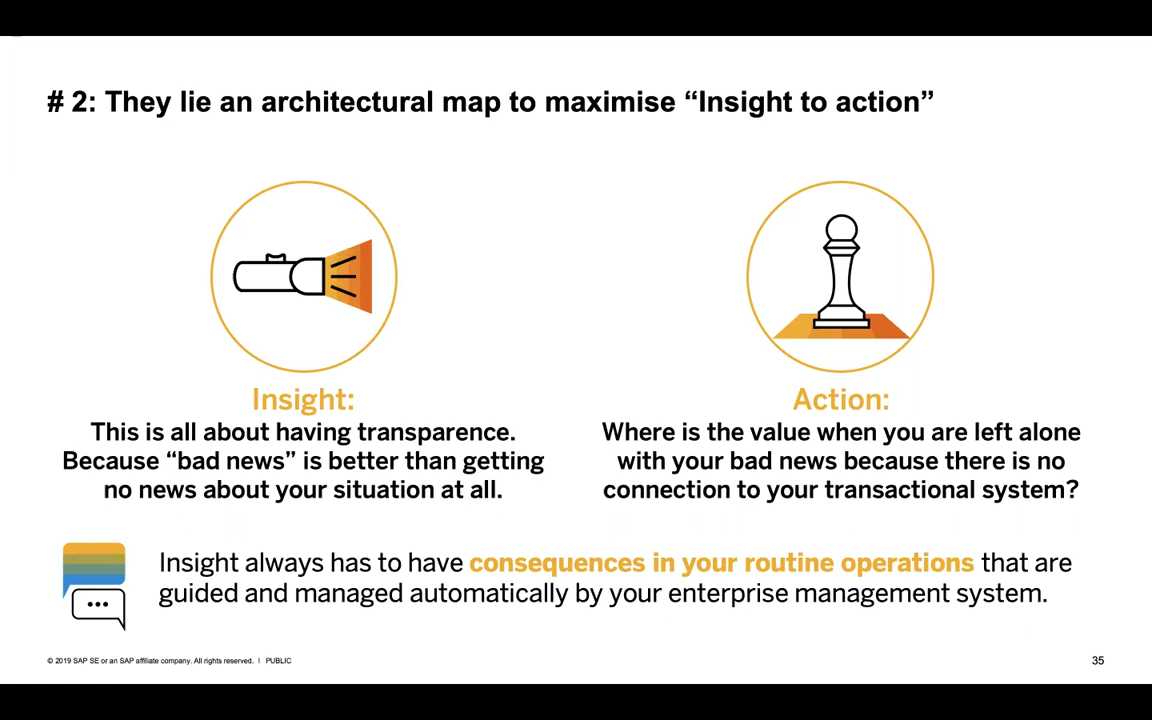 # 2: They lie an architectural map to maximise “Insight to action”
Insight:
This is all about having transparence.
Because “bad news” is better than getting
no news about your situation at all.
Action:
Where is the value when you are left alone
with your bad news because there is no
connection to your transactional system?
Insight always has to have consequences in your routine operations that are
guided and managed automatically by your enterprise management system.
© 2019 SAP SE or an SAP affiliate company. All rights reserved. ı PUBLIC
35